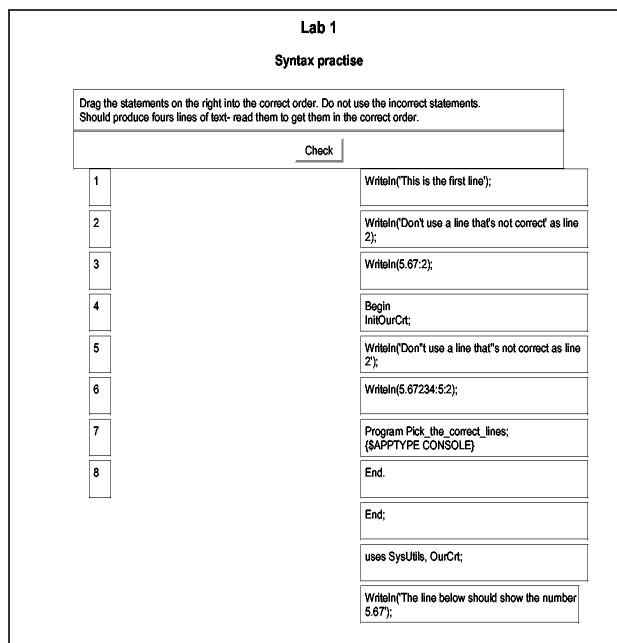 Lab 1
Syntax practise
Drag the statements on the right into the correct order. Do not use the incorrect statements.
Should produce fours lines of text- read them to get them in the correct order.
Check
1
Writeln('This is the first line');
2
Writeln('Don't use a line that's not correct' as line
2);
3
Writeln(5.67:2);
4
Begin
InitOurCrt;
5
Writeln('Don''t use a line that''s not correct as line
2');
6
Writeln(5.67234:5:2);
7
Program Pick_the_correct_lines;
{$APPTYPE CONSOLE}
8
End.
End;
uses SysUtils, OurCrt;
Writeln('The line below should show the number
5.67');